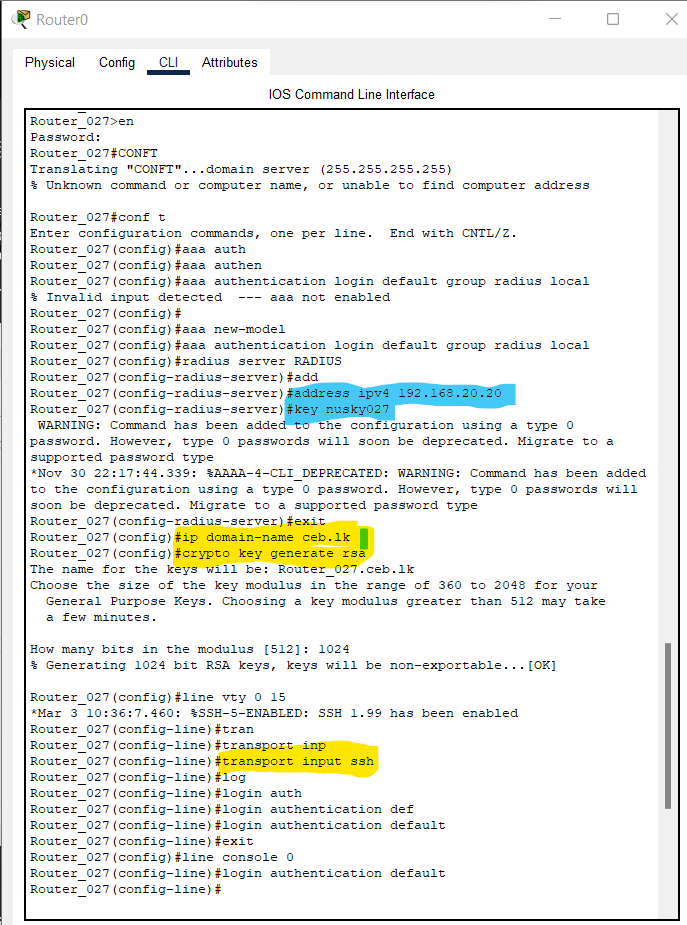 Router0
Physical Config CLI Attributes
IOS Command Line Interface
Router_027>en
Password:
Router_027#CONFT
Translating "CONFT"...domain server (255.255.255.255)
% Unknown command or computer name, or unable to find computer address
Router_027#conf t
Enter configuration commands, one per line.  End with CNTL/Z.
Router_027(config)#aaa auth
Router_027(config)#aaa authen
Router_027(config)#aaa authentication login default group radius local
% Invalid input detected  --- aaa not enabled
Router_027(config)#
Router_027(config)#aaa new-model
Router_027(config)#aaa authentication login default group radius local
Router_027(config)#radius server RADIUS
Router_027(config-radius-server)#add
Router_027(config-radius-server)#address ipv4 192.168.20.20
Router_027(config-radius-server)#key nusky027
 WARNING: Command has been added to the configuration using a type 0
password. However, type 0 passwords will soon be deprecated. Migrate to a
supported password type
*Nov 30 22:17:44.339: %AAAA-4-CLI_DEPRECATED: WARNING: Command has been added
to the configuration using a type 0 password. However, type 0 passwords will
soon be deprecated. Migrate to a supported password type
Router_027(config-radius-server)#exit
Router_027(config)#ip domain-name ceb.lk
Router_027(config)#crypto key generate rsa
The name for the keys will be: Router_027.ceb.lk
Choose the size of the key modulus in the range of 360 to 2048 for your
  General Purpose Keys. Choosing a key modulus greater than 512 may take
  a few minutes.
How many bits in the modulus [512]: 1024
% Generating 1024 bit RSA keys, keys will be non-exportable...[OK]
Router_027(config)#line vty 0 15
*Mar 3 10:36:7.460: %SSH-5-ENABLED: SSH 1.99 has been enabled
Router_027(config-line)#tran
Router_027(config-line)#transport inp
Router_027(config-line)#transport input ssh
Router_027(config-line)#log
Router_027(config-line)#login auth
Router_027(config-line)#login authentication def
Router_027(config-line)#login authentication default
Router_027(config-line)#exit
Router_027(config)#line console 0
Router_027(config-line)#login authentication default
Router_027(config-line)#